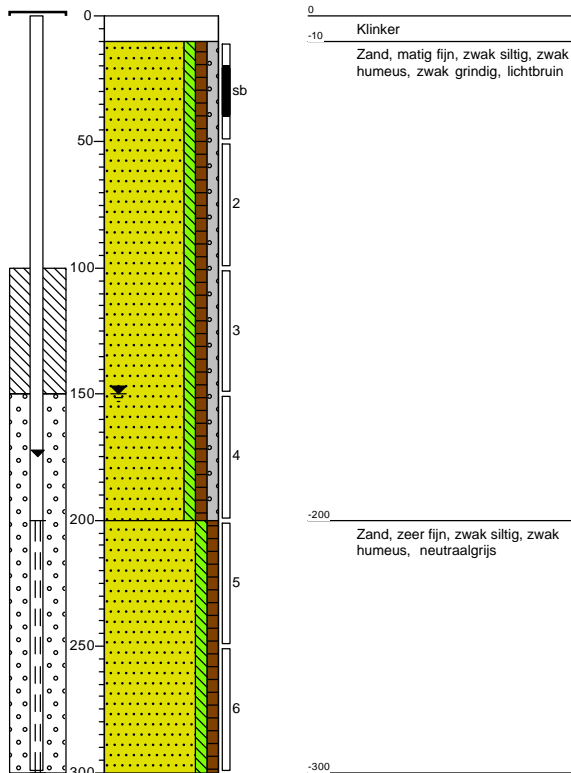 0
50
100
150
200
250
300
sb
2
3
4
5
6
0
Klinker
-10
Zand, matig fijn, zwak siltig, zwak
humeus, zwak grindig, lichtbruin
-200
Zand, zeer fijn, zwak siltig, zwak
humeus, neutraalgrijs
-300